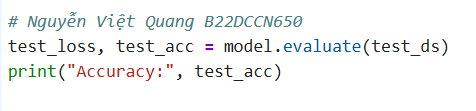 # Nguyễn Việt Quang B22DCCN650
test_loss, test_acc = model.evaluate(test_ds)
print("Accuracy:", test_acc)